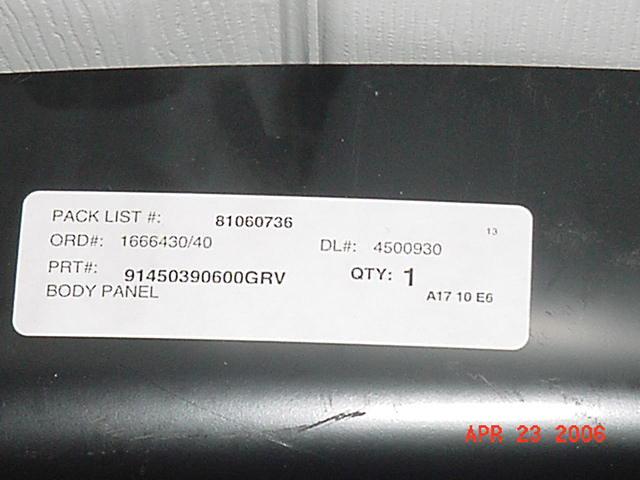 PACK LIST #: 81060736
13
ORD#: 1666430/40 DL#: 4500930
PRT#: 91450390600GRV QTY: 1
BODY PANEL A17 10 E6
APR 23 2006